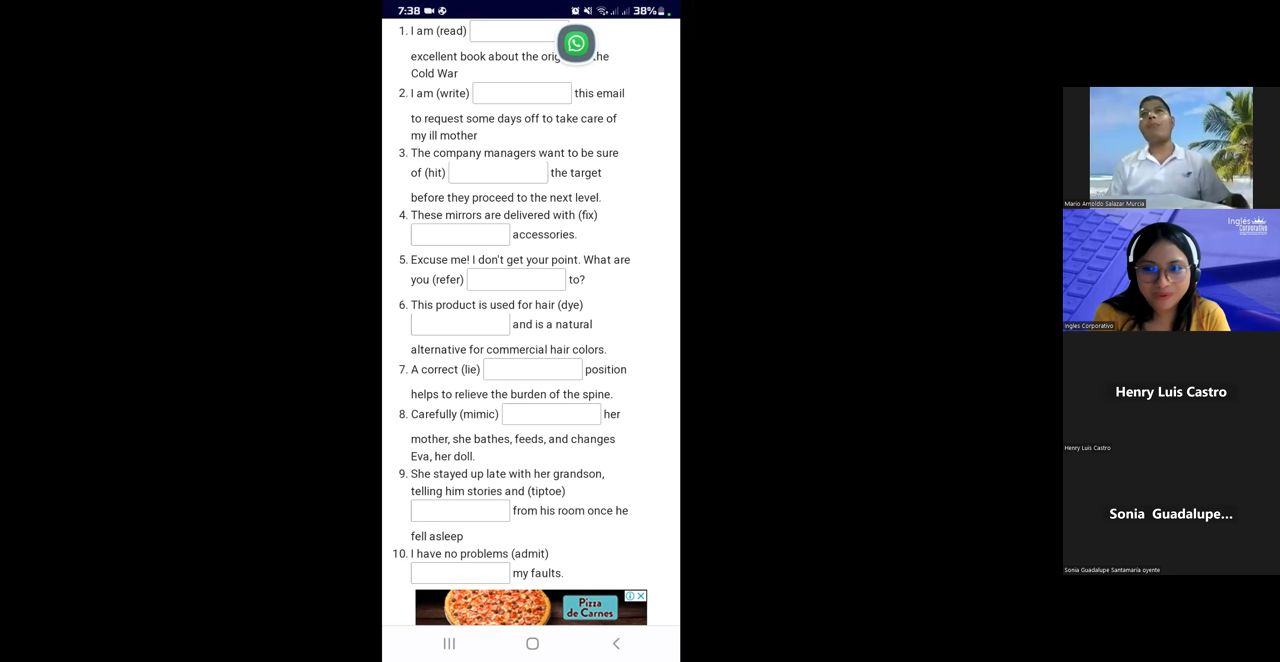 7:38
38%
1. I am (read)
excellent book about the he
Cold War
2. I am (write) this email
to request some days off to take care of
my ill mother
3. The company managers want to be sure
of (hit) the target
before they proceed to the next level.
4. These mirrors are delivered with (fix)
accessories.
5. Excuse me! I don't get your point. What are
you (refer) to?
6. This product is used for hair (dye)
and is a natural
alternative for commercial hair colors.
7. A correct (lie) position
helps to relieve the burden of the spine.
8. Carefully (mimic) her
mother, she bathes, feeds, and changes
Eva, her doll.
9. She stayed up late with her grandson,
telling him stories and (tiptoe)
from his room once he
fell asleep
10. I have no problems (admit)
my faults.
Pizza
de Carnes
Mario Arnoldo Salazar Murcia
Inglés
Corporativo
Ingles Corporativo
Henry Luis Castro
Henry Luis Castro
Sonia Guadalupe...
Sonia Guadalupe Santamaría oyente